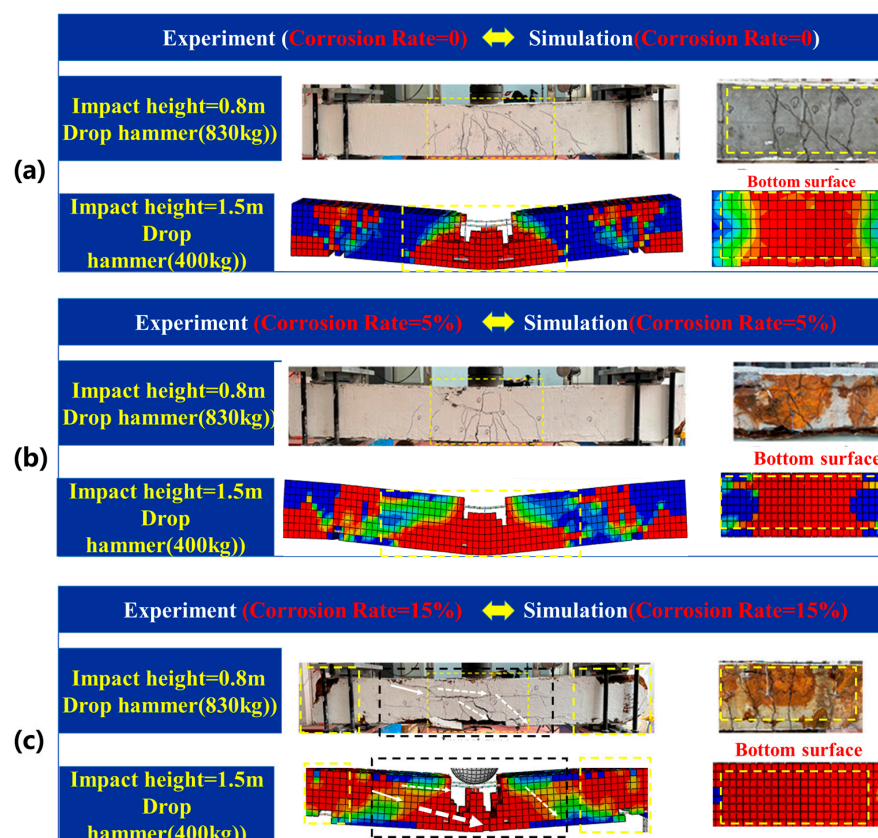 Experiment (Corrosion Rate=0) Simulation(Corrosion Rate=0)
Impact height=0.8m
Drop hammer(830kg))
(a)
Bottom surface
Impact height=1.5m
Drop
hammer(400kg))
Experiment (Corrosion Rate=5%) Simulation(Corrosion Rate=5%)
Impact height=0.8m
Drop hammer(830kg))
(b)
Bottom surface
Impact height=1.5m
Drop
hammer(400kg))
Experiment (Corrosion Rate=15%) Simulation(Corrosion Rate=15%)
Impact height=0.8m
Drop hammer(830kg))
(c)
Bottom surface
Impact height=1.5m
Drop
hammer(400kg))